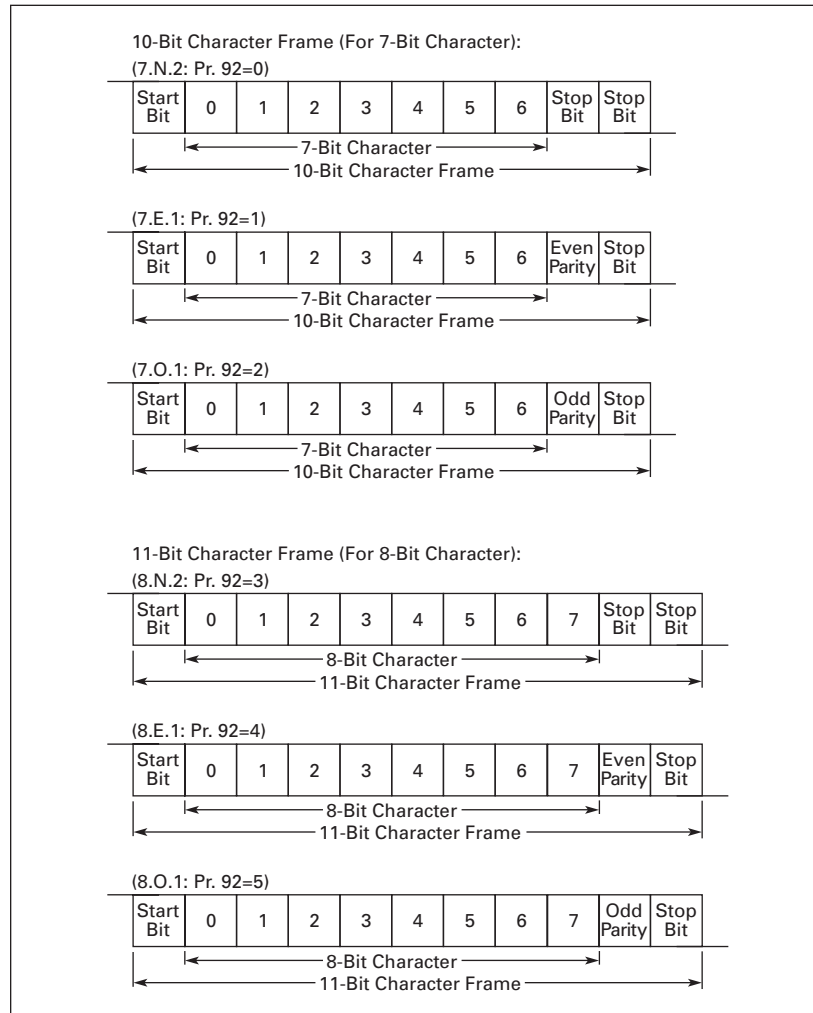 10-Bit Character Frame (For 7-Bit Character):
(7.N.2: Pr. 92=0)
Start Bit 0 1 2 3 4 5 6 Stop Bit Stop Bit
7-Bit Character
10-Bit Character Frame
(7.E.1: Pr. 92=1)
Start Bit 0 1 2 3 4 5 6 Even Parity Stop Bit
7-Bit Character
10-Bit Character Frame
(7.O.1: Pr. 92=2)
Start Bit 0 1 2 3 4 5 6 Odd Parity Stop Bit
7-Bit Character
10-Bit Character Frame
11-Bit Character Frame (For 8-Bit Character):
(8.N.2: Pr. 92=3)
Start Bit 0 1 2 3 4 5 6 7 Stop Bit Stop Bit
8-Bit Character
11-Bit Character Frame
(8.E.1: Pr. 92=4)
Start Bit 0 1 2 3 4 5 6 7 Even Parity Stop Bit
8-Bit Character
11-Bit Character Frame
(8.O.1: Pr. 92=5)
Start Bit 0 1 2 3 4 5 6 7 Odd Parity Stop Bit
8-Bit Character
11-Bit Character Frame